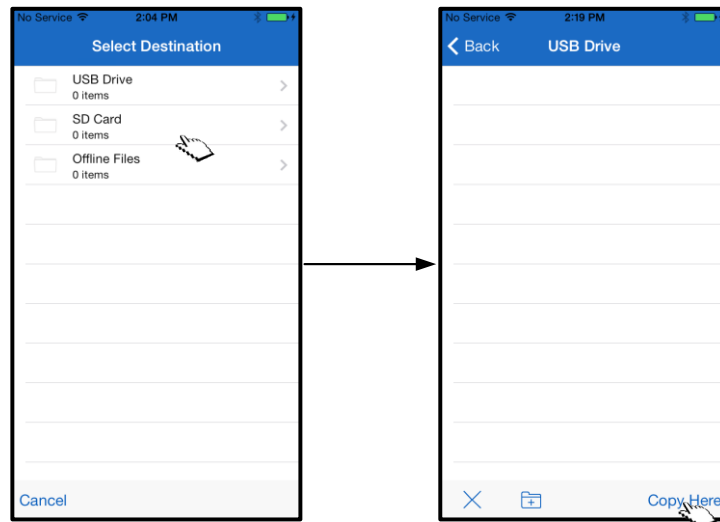 No Service 2:04 PM
Select Destination
USB Drive
0 items
SD Card
0 items
Offline Files
0 items
Cancel
No Service 2:19 PM
Back USB Drive
Copy Here